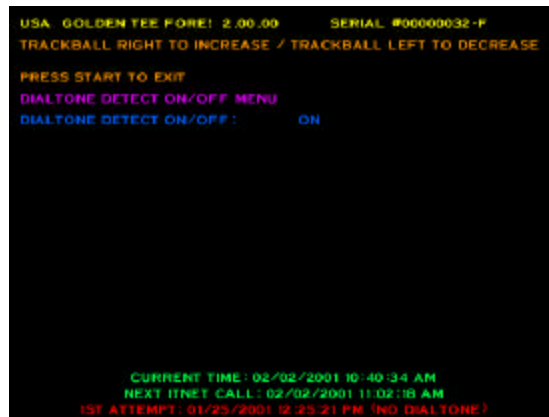 USA GOLDEN TEE FORE! 2.00.00 SERIAL #00000032-F
TRACKBALL RIGHT TO INCREASE / TRACKBALL LEFT TO DECREASE
PRESS START TO EXIT
DIALTONE DETECT ON/OFF MENU
DIALTONE DETECT ON/OFF: ON
CURRENT TIME: 02/02/2001 10:40:34 AM
NEXT ITNET CALL: 02/02/2001 11:02:18 AM
1ST ATTEMPT: 01/25/2001 12:25:21 PM (NO DIALTONE)